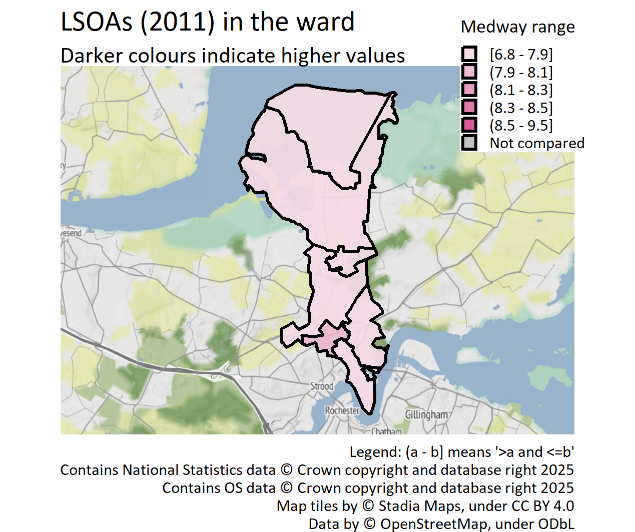 LSOAs (2011) in the ward
Darker colours indicate higher values
Medway range
[6.8 - 7.9]
(7.9 - 8.1]
(8.1 - 8.3]
(8.3 - 8.5]
(8.5 - 9.5]
Not compared
ry
vesend
Strood
Rochester
Gillingham
Chatham
Legend: (a - b] means '>a and <=b'
Contains National Statistics data © Crown copyright and database right 2025
Contains OS data © Crown copyright and database right 2025
Map tiles by © Stadia Maps, under CC BY 4.0
Data by © OpenStreetMap, under ODbL